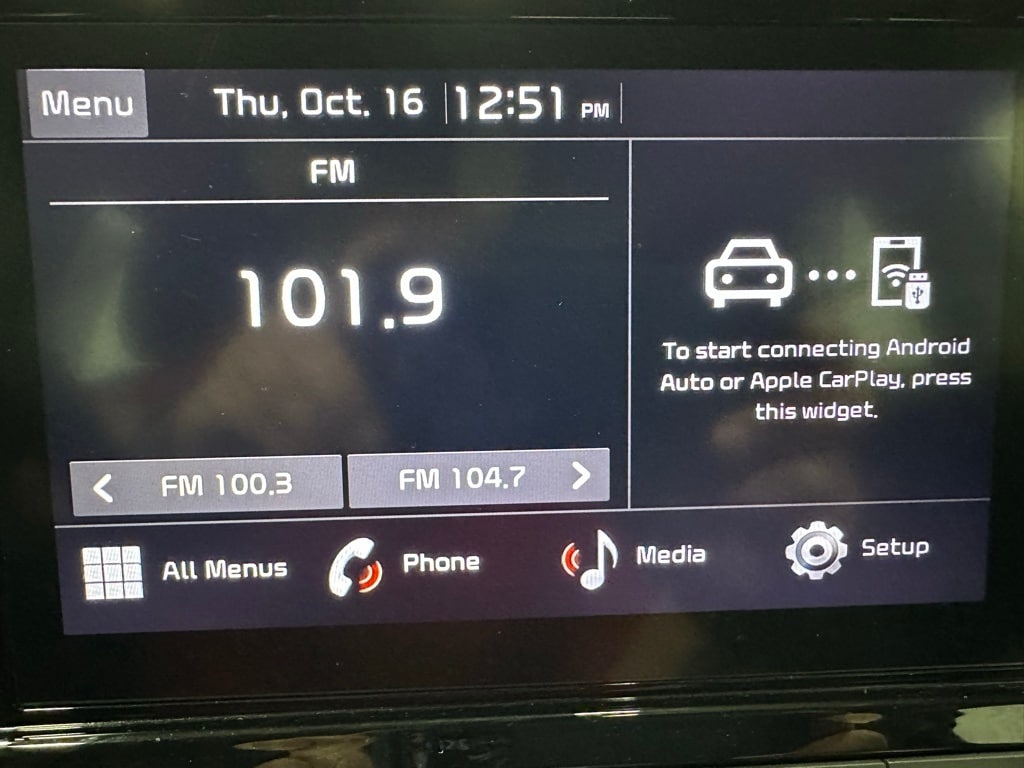 Menu
Thu, Oct. 16 12:51 PM
FM
101.9
FM 100.3
FM 104.7
To start connecting Android
Auto or Apple CarPlay, press
this widget.
All Menus
Phone
Media
Setup